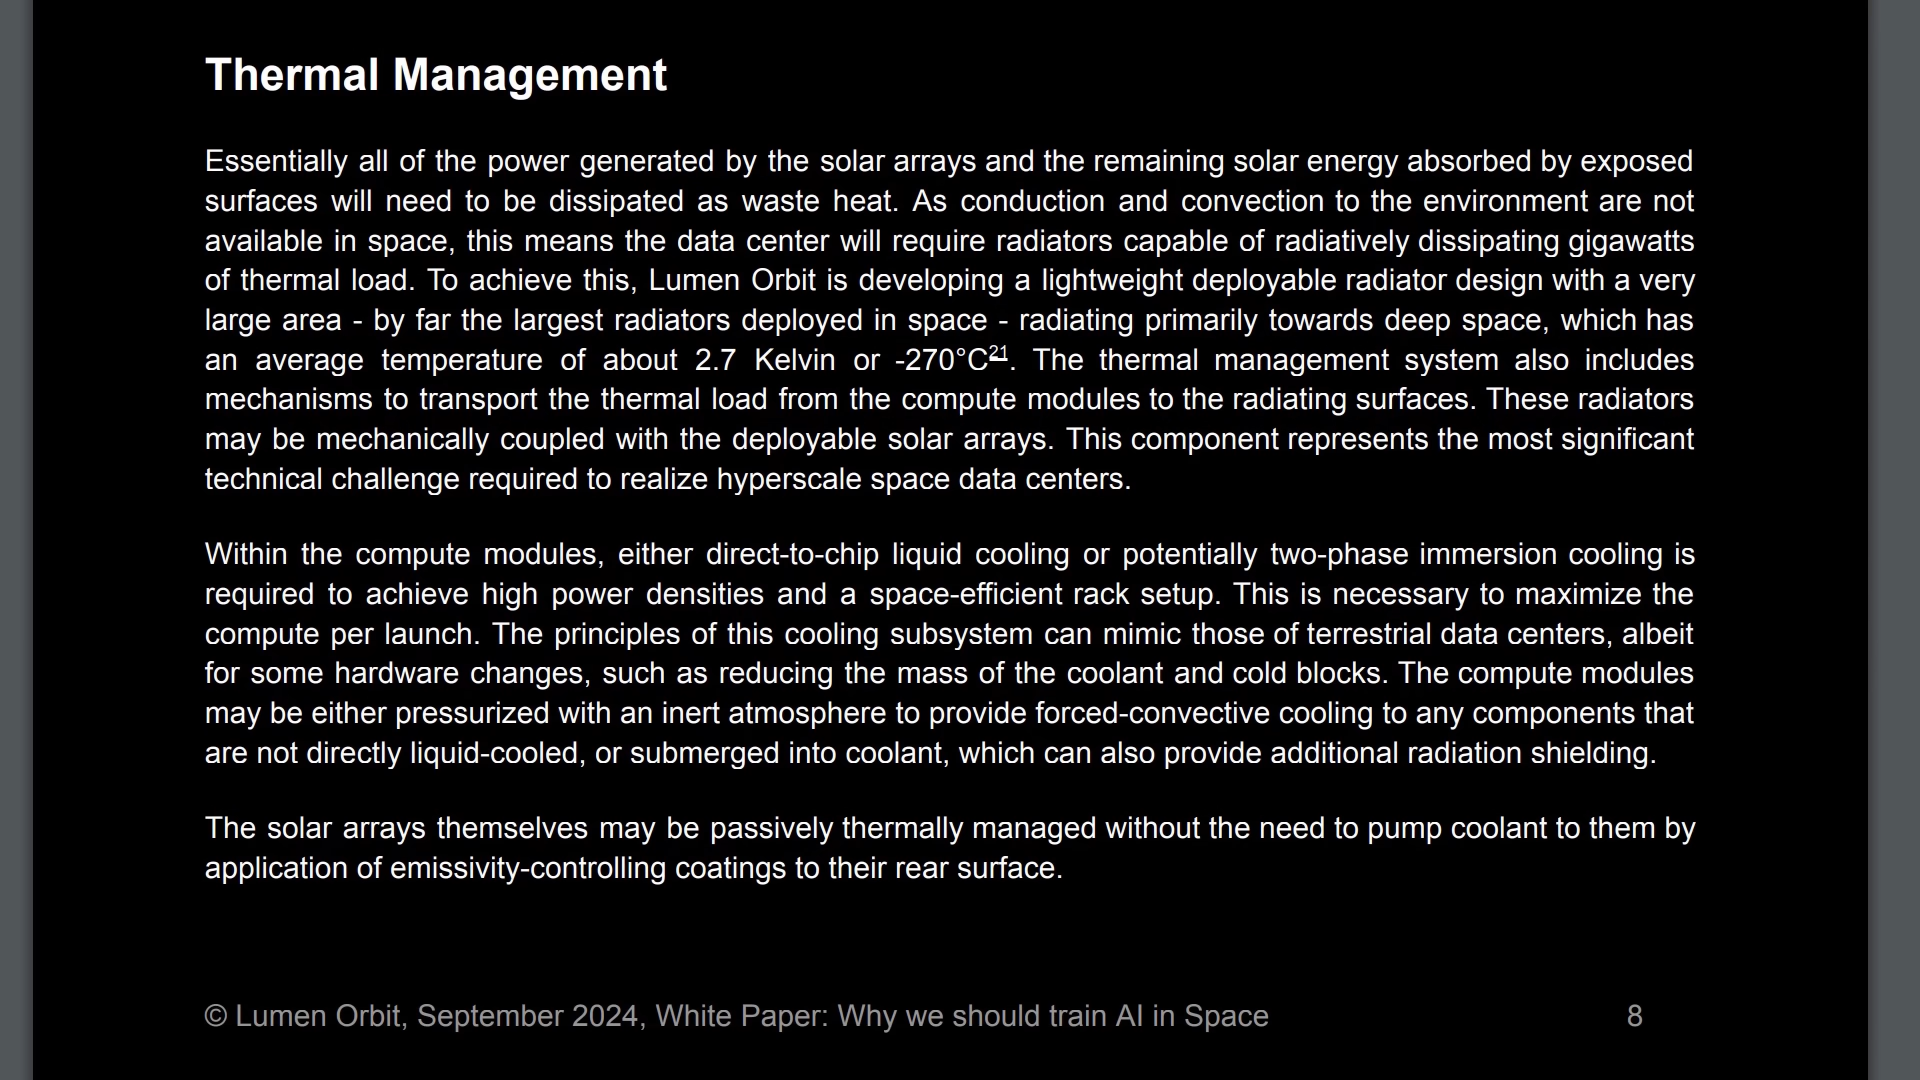 Thermal Management
Essentially all of the power generated by the solar arrays and the remaining solar energy absorbed by exposed
surfaces will need to be dissipated as waste heat. As conduction and convection to the environment are not
available in space, this means the data center will require radiators capable of radiatively dissipating gigawatts
of thermal load. To achieve this, Lumen Orbit is developing a lightweight deployable radiator design with a very
large area - by far the largest radiators deployed in space - radiating primarily towards deep space, which has
an average temperature of about 2.7 Kelvin or -270°C21. The thermal management system also includes
mechanisms to transport the thermal load from the compute modules to the radiating surfaces. These radiators
may be mechanically coupled with the deployable solar arrays. This component represents the most significant
technical challenge required to realize hyperscale space data centers.
Within the compute modules, either direct-to-chip liquid cooling or potentially two-phase immersion cooling is
required to achieve high power densities and a space-efficient rack setup. This is necessary to maximize the
compute per launch. The principles of this cooling subsystem can mimic those of terrestrial data centers, albeit
for some hardware changes, such as reducing the mass of the coolant and cold blocks. The compute modules
may be either pressurized with an inert atmosphere to provide forced-convective cooling to any components that
are not directly liquid-cooled, or submerged into coolant, which can also provide additional radiation shielding.
The solar arrays themselves may be passively thermally managed without the need to pump coolant to them by
application of emissivity-controlling coatings to their rear surface.
© Lumen Orbit, September 2024, White Paper: Why we should train AI in Space 8